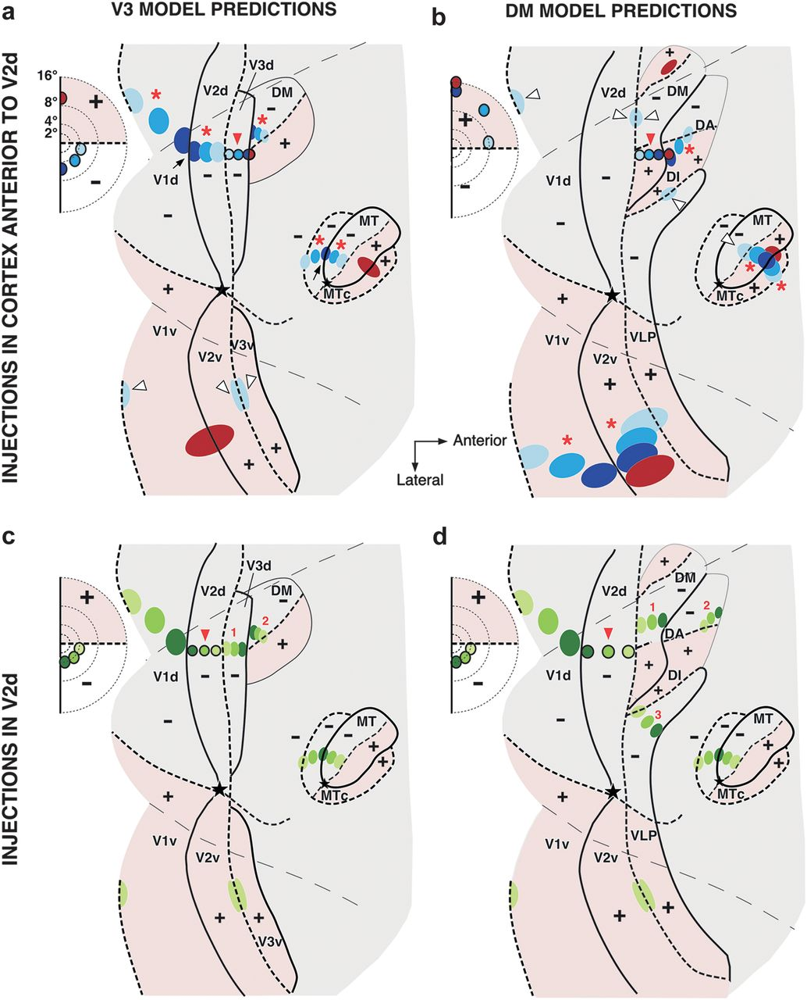 a
V3 MODEL PREDICTIONS
b
DM MODEL PREDICTIONS
INJECTIONS IN CORTEX ANTERIOR TO V2d
16°
8°
4°
2°
+
-
V2d
V3d
DM
-
+
*
*
*
V1d
-
-
-
MT
-
-
-
*
*
+
+
MTc
+
V1v
V2v
V3v
+
+
+
-
V2d
+
-
DM
-
DA
*
+
+
DI
+
V1d
-
-
-
MT
-
-
+
*
*
MTc
+
+
V1v
V2v
VLP
+
+
*
*
Anterior
Lateral
c
d
INJECTIONS IN V2d
+
-
V2d
V3d
DM
-
1
2
+
V1d
-
-
-
MT
-
-
-
+
+
MTc
+
V1v
V2v
+
+
V3v
+
-
V2d
+
DM
-
1
2
-
DA
+
+
DI
+
V1d
-
-
3
-
MT
-
-
-
+
+
MTc
+
V1v
V2v
VLP
+
+